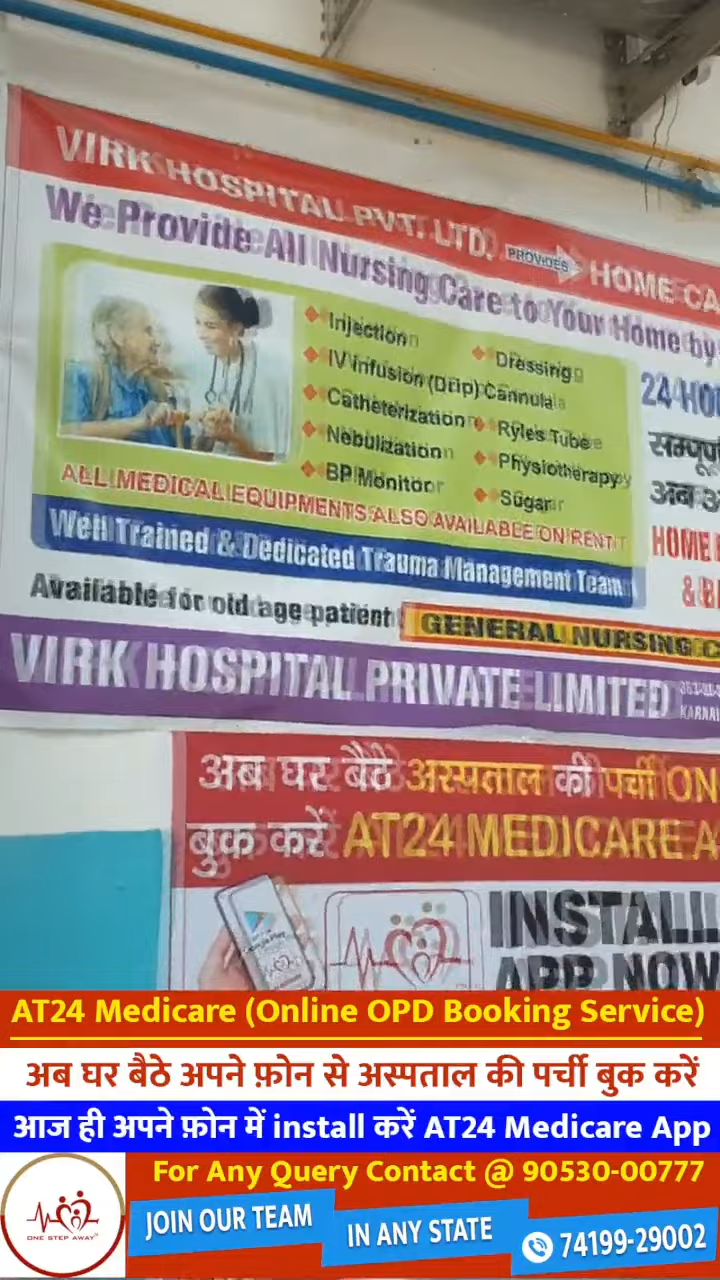 VIRK HOSPITAL PVT. LTD. PROVIDES HOME CA
We Provide All Nursing Care to Your Home by
Injection
IV Infusion (Drip) Cannula
Catheterization
Nebulization
BP Monitor
Dressing
Ryles Tube
Physiotherapy
Sugar
ALL MEDICAL EQUIPMENTS ALSO AVAILABLE ON RENT
Well Trained & Dedicated Trauma Management Team
Available for old age patient
GENERAL NURSING C
24 HO
HOME
VIRK HOSPITAL PRIVATE LIMITED
अब घर बैठे अस्पताल की पर्ची ON
बुक करें AT24 MEDICARE A
INSTALL
APP NOW
AT24 Medicare (Online OPD Booking Service)
अब घर बैठे अपने फ़ोन से अस्पताल की पर्ची बुक करें
आज ही अपने फ़ोन में install करें AT24 Medicare App
For Any Query Contact @ 90530-00777
ONE STEP AWAY
JOIN OUR TEAM
IN ANY STATE
74199-29002